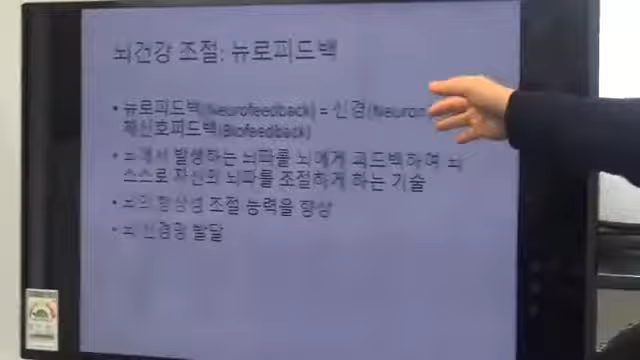 뇌건강 조절: 뉴로피드백
• 뉴로피드백(Neurofeedback) = 신경(Neuro
체신호피드백(Biofeedback)
• 뇌에서 발생하는 뇌파를 뇌에게 피드백하여 뇌
스스로 자신의 뇌파를 조절하게 하는 기술
• 뇌의 항상성 조절 능력을 향상
• 뇌 신경망 발달